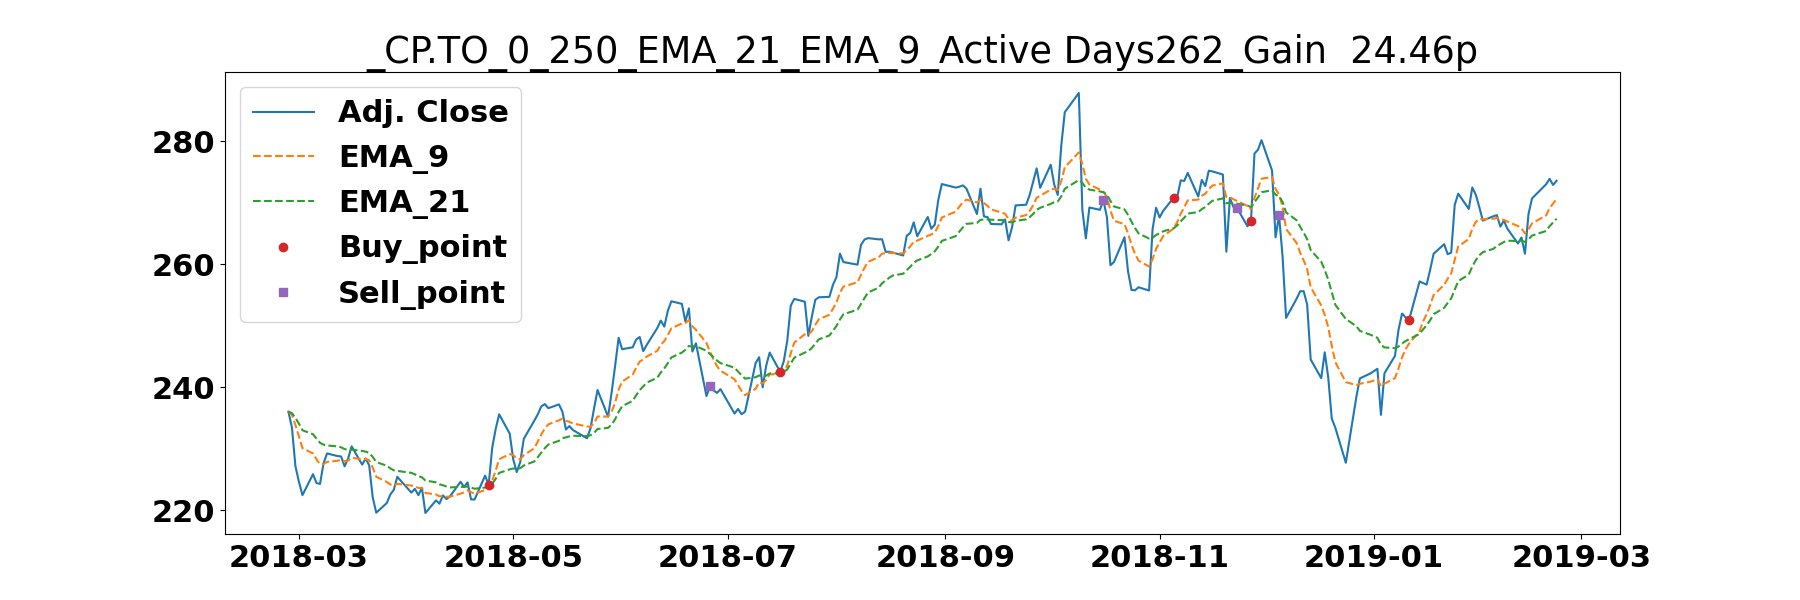 _CP.TO_0_250_EMA_21_EMA_9_Active Days262_Gain  24.46p
Adj. Close
EMA_9
EMA_21
Buy_point
Sell_point
280
260
240
220
2018-03 2018-05 2018-07 2018-09 2018-11 2019-01 2019-03